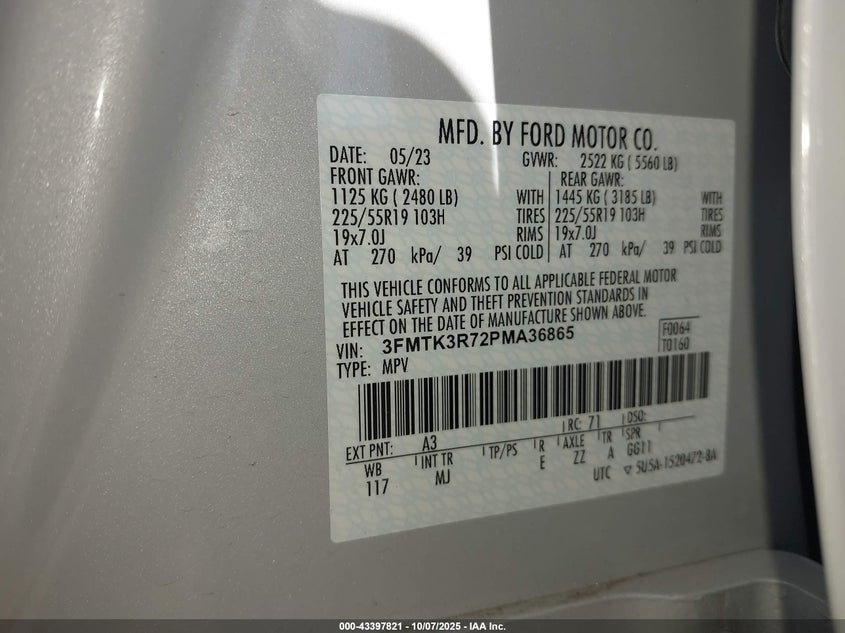 MFD. BY FORD MOTOR CO.
DATE: 05/23 GVWR: 2522 KG ( 5560 LB)
FRONT GAWR: REAR GAWR:
1125 KG ( 2480 LB) WITH 1445 KG ( 3185 LB) WITH
225/55R19 103H TIRES 225/55R19 103H TIRES
19x7.0J RIMS 19x7.0J RIMS
AT 270 kPa/ 39 PSI COLD AT 270 kPa/ 39 PSI COLD
THIS VEHICLE CONFORMS TO ALL APPLICABLE FEDERAL MOTOR
VEHICLE SAFETY AND THEFT PREVENTION STANDARDS IN
EFFECT ON THE DATE OF MANUFACTURE SHOWN ABOVE.
VIN: 3FMTK3R72PMA36865 F0064
TYPE: MPV T0160
EXT PNT: A3 RC: 71 DSO:
WB INT TR TP/PS R AXLE TR SPR
117 MJ E ZZ A GG11
UTC ▽ 5U5A-1520472-BA
000-43397821 - 10/07/2025 - IAA Inc.